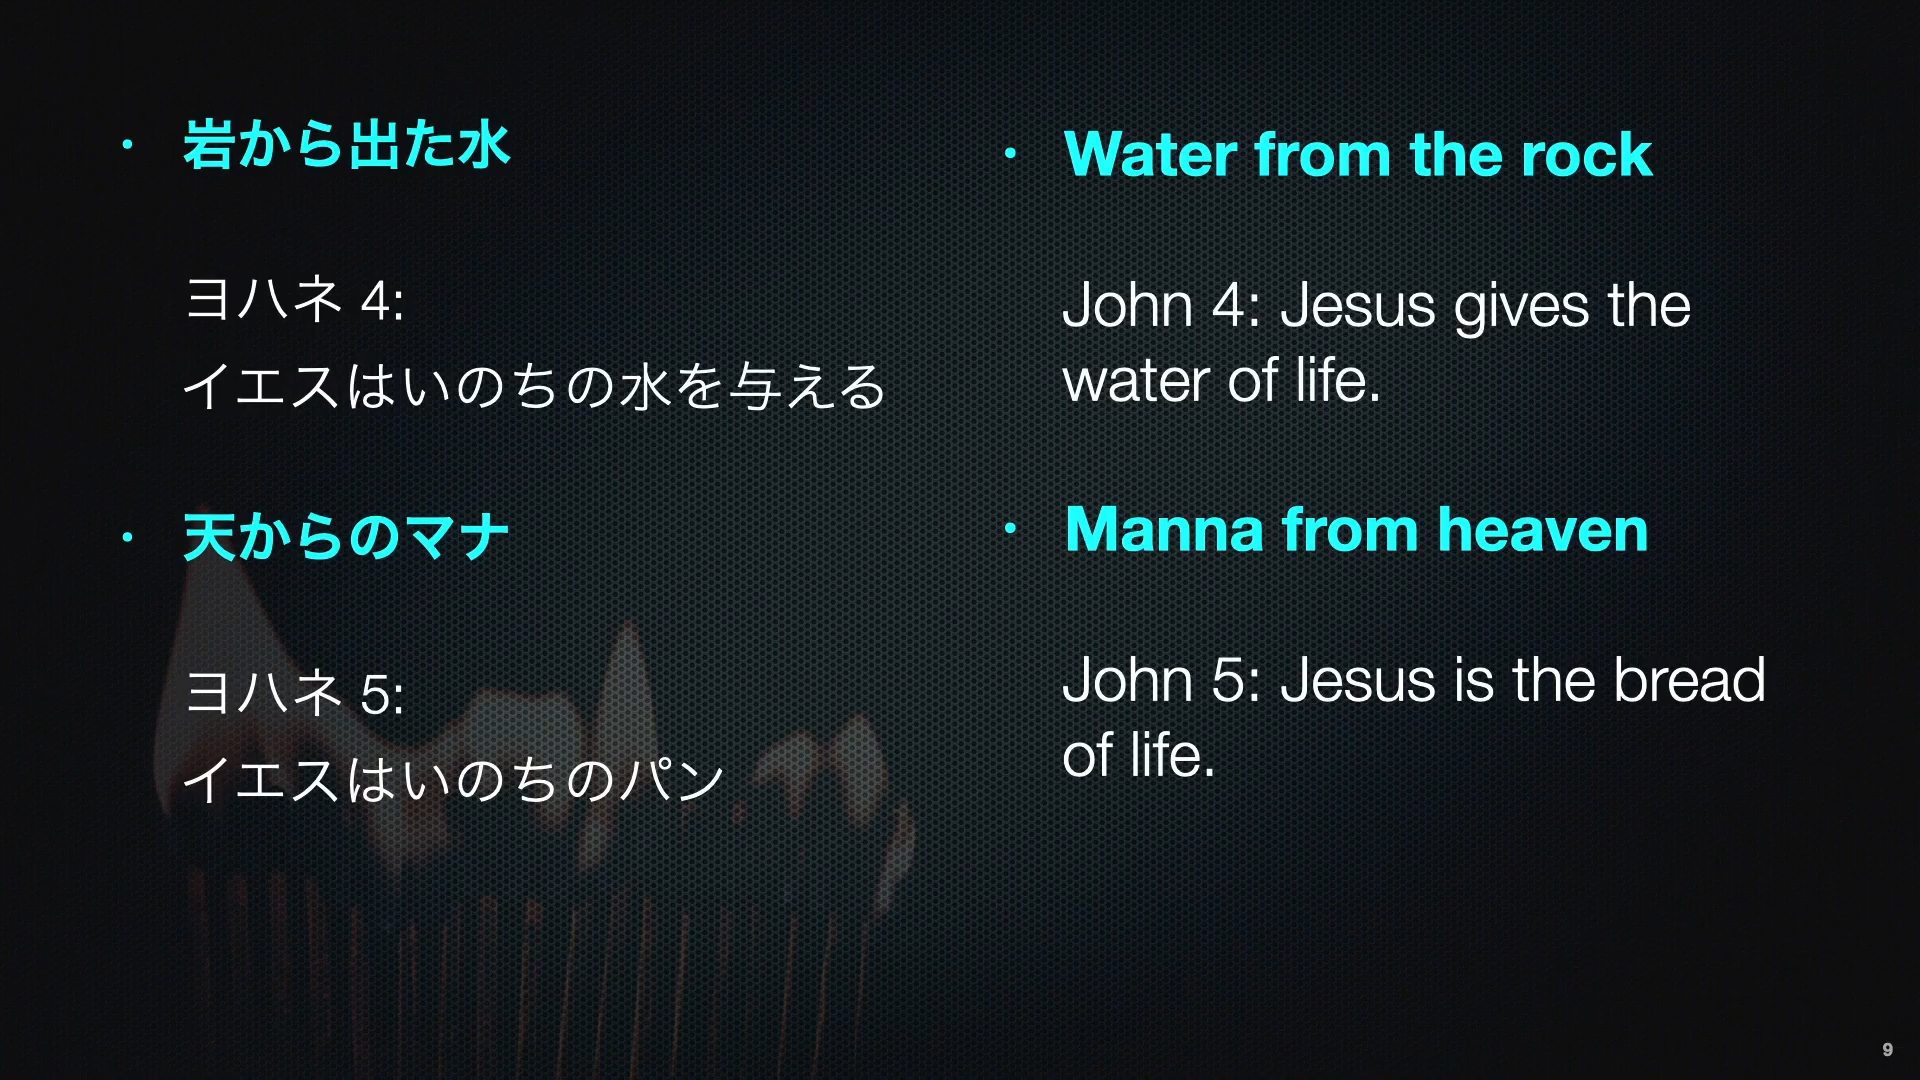 ・ 岩から出た水
ヨハネ 4:
イエスはいのちの水を与える
・ 天からのマナ
ヨハネ 5:
イエスはいのちのパン
・ Water from the rock
John 4: Jesus gives the
water of life.
・ Manna from heaven
John 5: Jesus is the bread
of life.
9